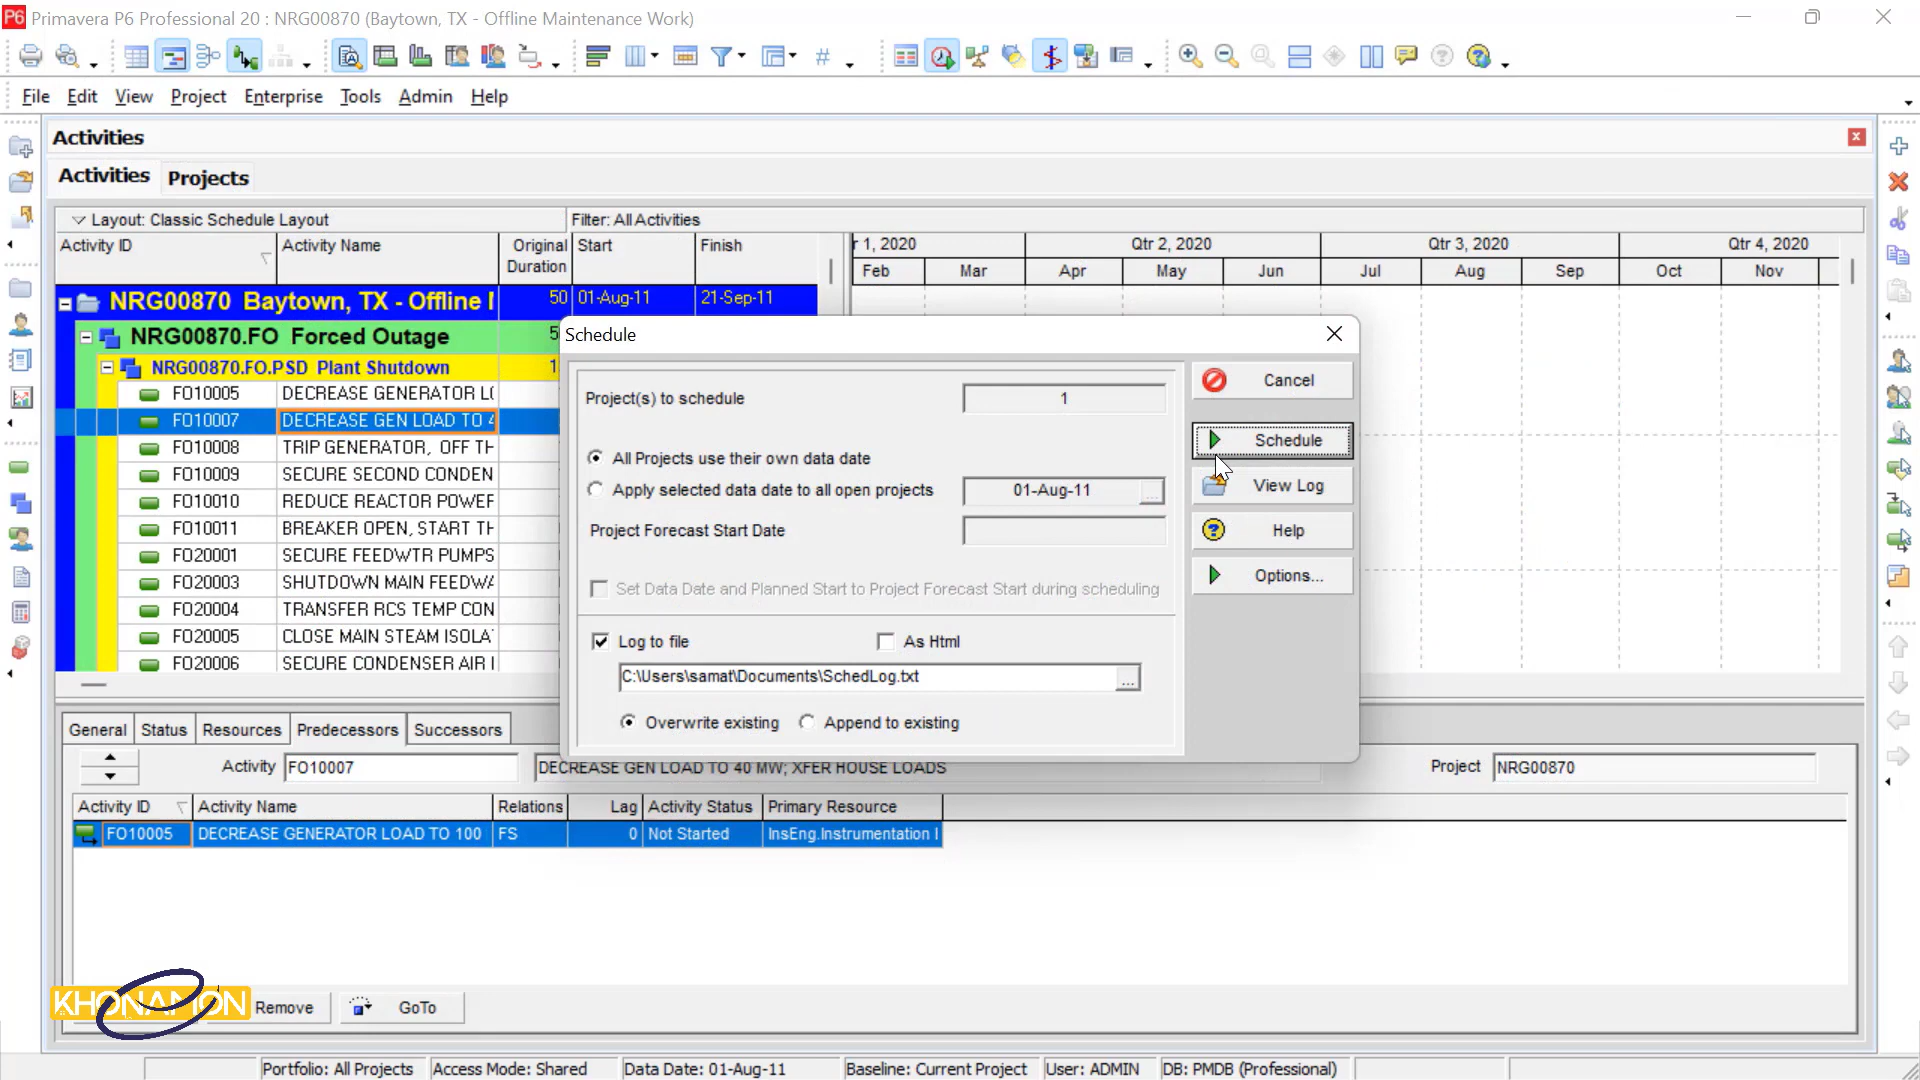 P6 Primavera P6 Professional 20 : NRG00870 (Baytown, TX - Offline Maintenance Work)
File Edit View Project Enterprise Tools Admin Help
Activities
Activities Projects
Layout: Classic Schedule Layout Filter: All Activities
Activity ID Activity Name Original Duration Start Finish
r 1, 2020 Qtr 2, 2020 Qtr 3, 2020 Qtr 4, 2020
Feb Mar Apr May Jun Jul Aug Sep Oct Nov
NRG00870 Baytown, TX - Offline 50 01-Aug-11 21-Sep-11
NRG00870.FO Forced Outage 5
NRG00870.FO.PSD Plant Shutdown 1
FO10005 DECREASE GENERATOR L
FO10007 DECREASE GEN LOAD TO 4
FO10008 TRIP GENERATOR, OFF TH
FO10009 SECURE SECOND CONDEN
FO10010 REDUCE REACTOR POWER
FO10011 BREAKER OPEN, START TH
FO20001 SECURE FEEDWTR PUMPS
FO20003 SHUTDOWN MAIN FEEDWA
FO20004 TRANSFER RCS TEMP CON
FO20005 CLOSE MAIN STEAM ISOLA
FO20006 SECURE CONDENSER AIR
Schedule
Project(s) to schedule 1
All Projects use their own data date
Apply selected data date to all open projects 01-Aug-11 ...
Project Forecast Start Date
Set Data Date and Planned Start to Project Forecast Start during scheduling
Log to file As Html
C:\Users\samat\Documents\SchedLog.txt ...
Overwrite existing Append to existing
Cancel
Schedule
View Log
Help
Options...
General Status Resources Predecessors Successors
Activity FO10007 DECREASE GEN LOAD TO 40 MW; XFER HOUSE LOADS Project NRG00870
Activity ID Activity Name Relations Lag Activity Status Primary Resource
FO10005 DECREASE GENERATOR LOAD TO 100 FS 0 Not Started InsEng.Instrumentation
KHONAMON
Remove GoTo
Portfolio: All Projects Access Mode: Shared Data Date: 01-Aug-11 Baseline: Current Project User: ADMIN DB: PMDB (Professional)